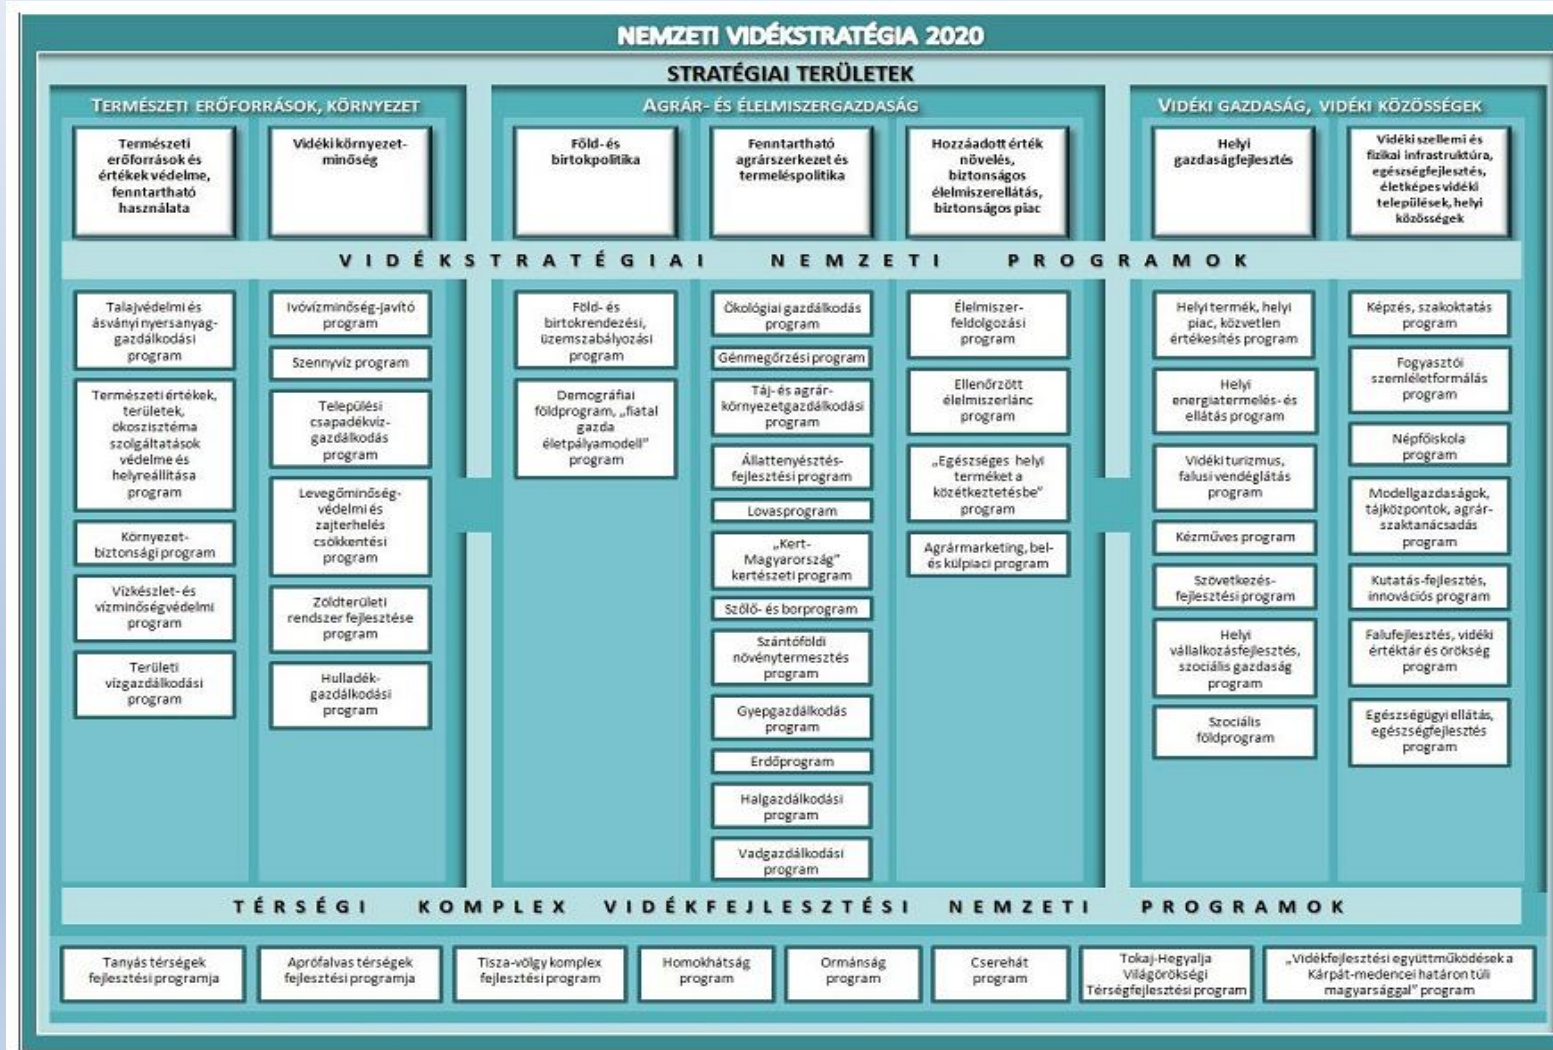 NEMZETI VIDÉKSTRATÉGIA 2020
STRATÉGIAI TERÜLETEK
TERMÉSZETI ERŐFORRÁSOK, KÖRNYEZET
Természeti
erőforrások és
értékek védelme,
fenntartható
használata
Vidéki környezet-
minőség
AGRÁR- ÉS ÉLELMISZERGAZDASÁG
Föld- és
birtokpolitika
Fenntartható
agrárszerkezet és
termeléspolitika
Hozzáadott érték
növelés,
biztonságos
élelmiszerellátás,
biztonságos piac
VIDÉKI GAZDASÁG, VIDÉKI KÖZÖSSÉGEK
Helyi
gazdaságfejlesztés
Vidéki szellemi és
fizikai infrastruktúra,
egészségfejlesztés,
életképes vidéki
települések, helyi
közösségek
VIDÉKSTRATÉGIAI NEMZETI PROGRAMOK
Talajvédelmi és
ásványi nyersanyag-
gazdálkodási
program
Természeti értékek,
területek,
ökoszisztéma
szolgáltatások
védelme és
helyreállítása
program
Környezet-
biztonsági program
Vízkészlet- és
vízminőségvédelmi
program
Területi
vízgazdálkodási
program
Ivóvízminőség-javító
program
Szennyvíz program
Települési
csapadékvíz-
gazdálkodás
program
Levegőminőség-
védelmi és
zajterhelés
csökkentési
program
Zöldterületi
rendszer fejlesztése
program
Hulladék-
gazdálkodási
program
Föld- és
birtokrendezési,
üzemszabályozási
program
Demográfiai
földprogram, „fiatal
gazda
életpályamodell”
program
Ökológiai gazdálkodás
program
Génmegőrzési program
Táj- és agrár-
környezetgazdálkodási
program
Állattenyésztés-
fejlesztési program
Lovasprogram
„Kert-
Magyarország”
kertészeti program
Szőlő- és borprogram
Szántóföldi
növénytermesztés
program
Gyepgazdálkodás
program
Erdőprogram
Halgazdálkodási
program
Vadgazdálkodási
program
Élelmiszer-
feldolgozási
program
Ellenőrzött
élelmiszerlánc
program
„Egészséges helyi
terméket a
közétkeztetésbe”
program
Agrármarketing, bel-
és külpiaci program
Helyi termék, helyi
piac, közvetlen
értékesítés program
Helyi
energiatermelés- és
ellátás program
Vidéki turizmus,
falusi vendéglátás
program
Kézműves program
Szövetkezés-
fejlesztési program
Helyi
vállalkozásfejlesztés,
szociális gazdaság
program
Szociális
földprogram
Képzés, szakoktatás
program
Fogyasztói
szemléletformálás
program
Népfőiskola
program
Modellgazdaságok,
tájközpontok, agrár-
szaktanácsadás
program
Kutatás-fejlesztés,
innovációs program
Falufejlesztés, vidéki
értéktár és örökség
program
Egészségügyi ellátás,
egészségfejlesztés
program
TÉRSÉGI KOMPLEX VIDÉKFEJLESZTÉSI NEMZETI PROGRAMOK
Tanyás térségek
fejlesztési programja
Aprófalvas térségek
fejlesztési programja
Tisza-völgy komplex
fejlesztési program
Homokhátság
program
Ormánság
program
Cserehát
program
Tokaj-Hegyalja
Világörökségi
Térségfejlesztési program
„Vidékfejlesztési együttműködések a
Kárpát-medencei határon túli
magyarsággal” program